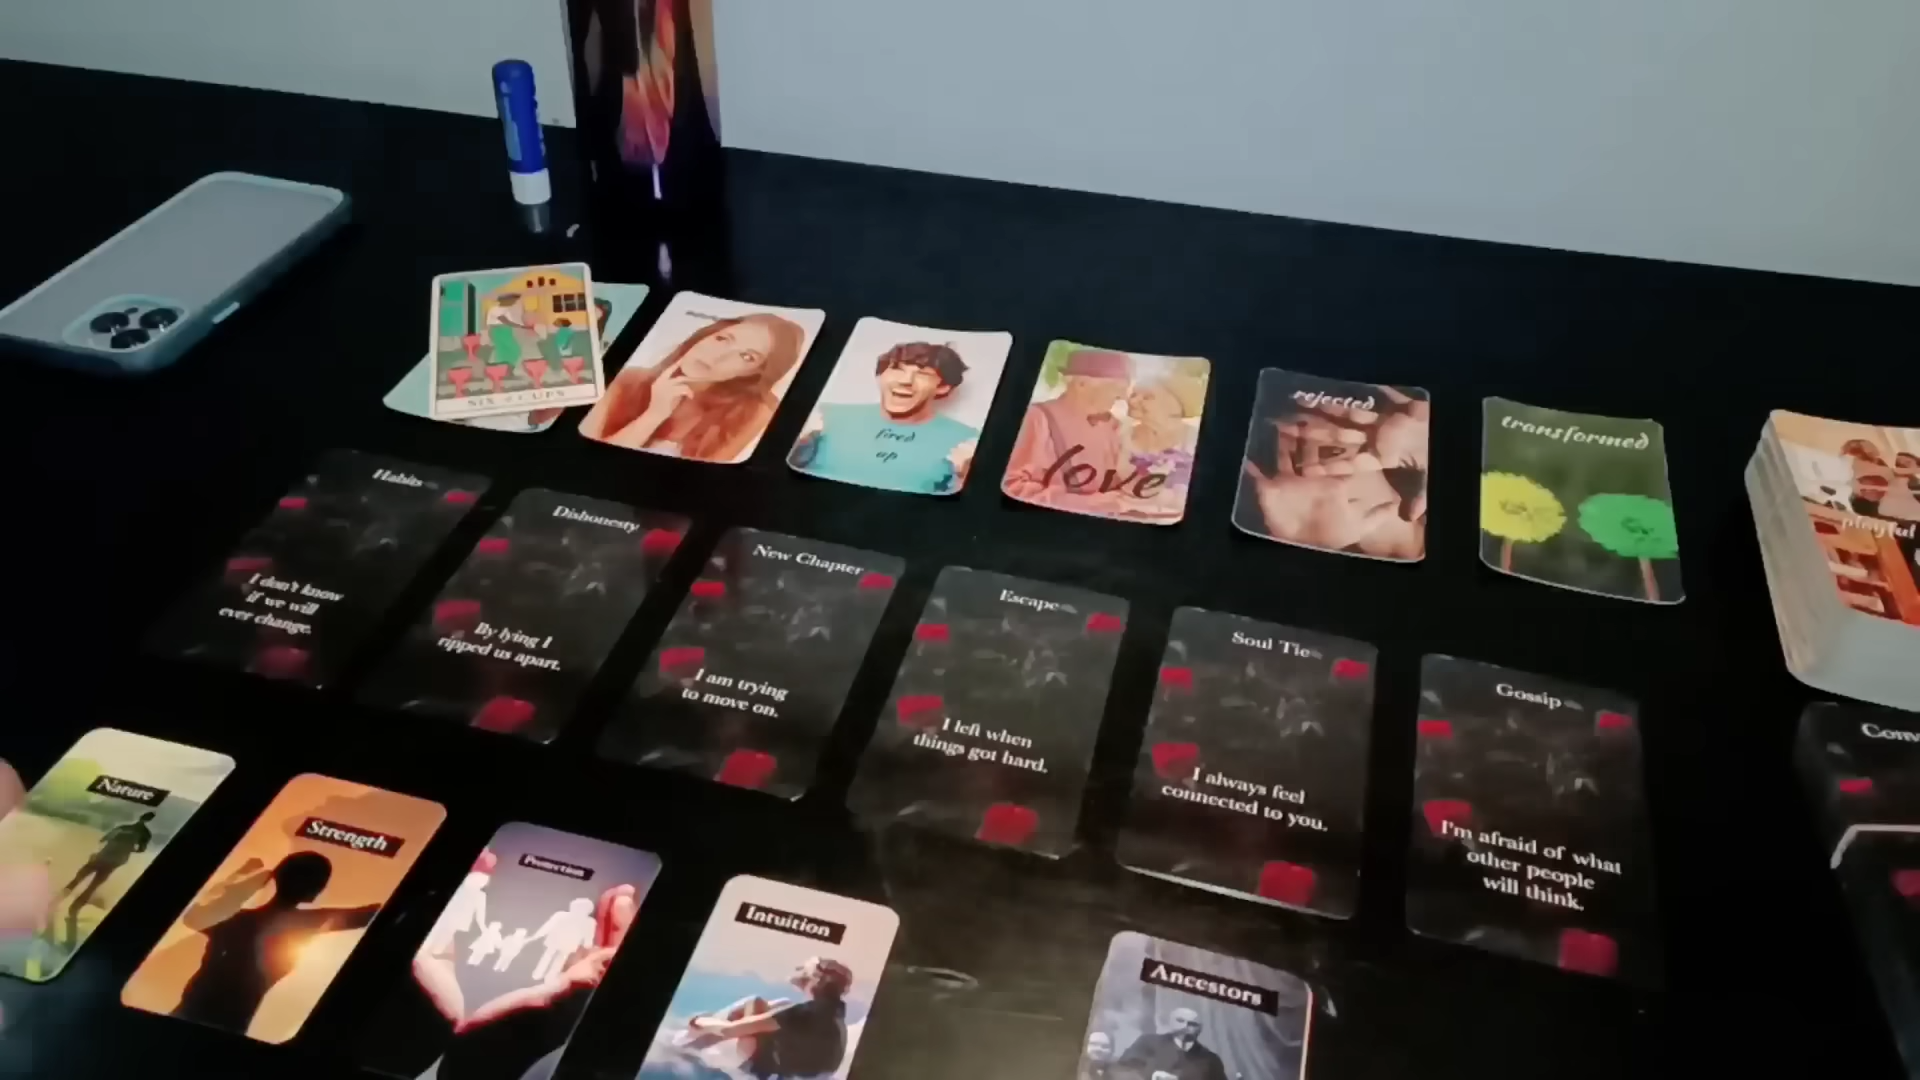 SIX of CUPS
fired
up
love
rejected
transformed
playful
Habits
I don't know
if we will
ever change.
Dishonesty
By lying I
ripped us apart.
New Chapter
I am trying
to move on.
Escape
I left when
things got hard.
Soul Tie
I always feel
connected to you.
Gossip
I'm afraid of what
other people
will think.
Nature
Strength
Protection
Intuition
Ancestors